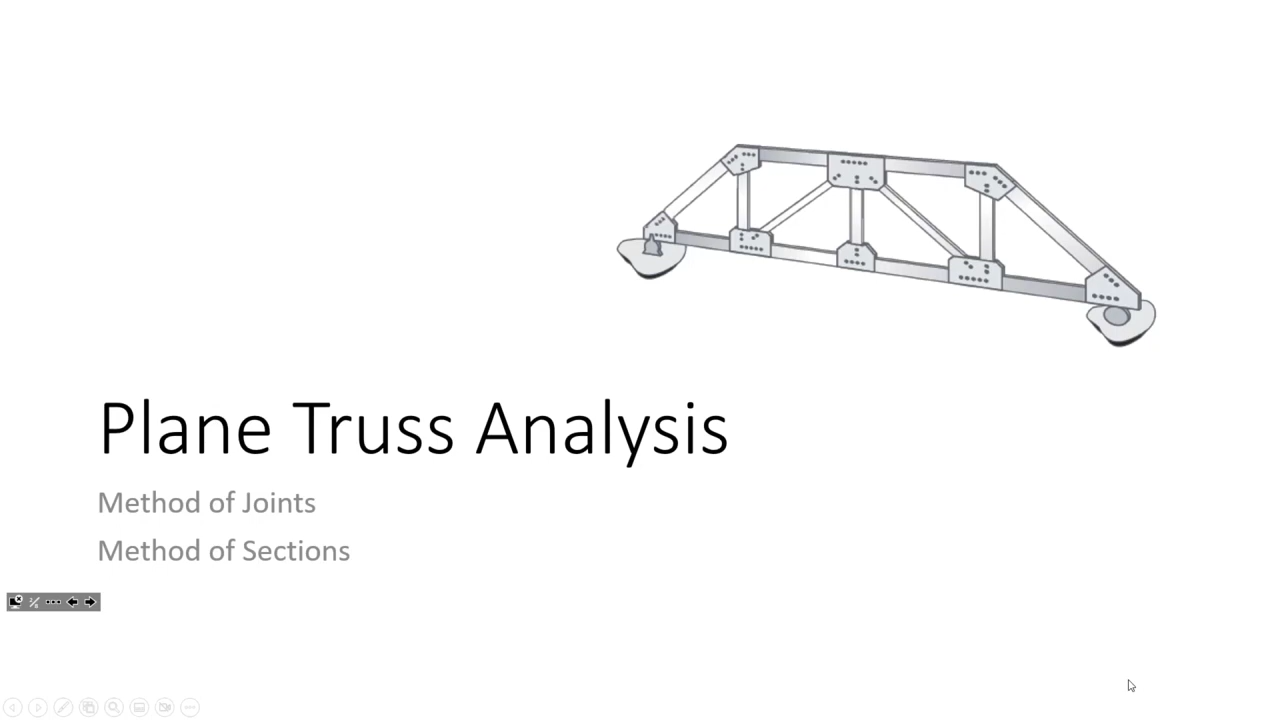 Plane Truss Analysis
Method of Joints
Method of Sections